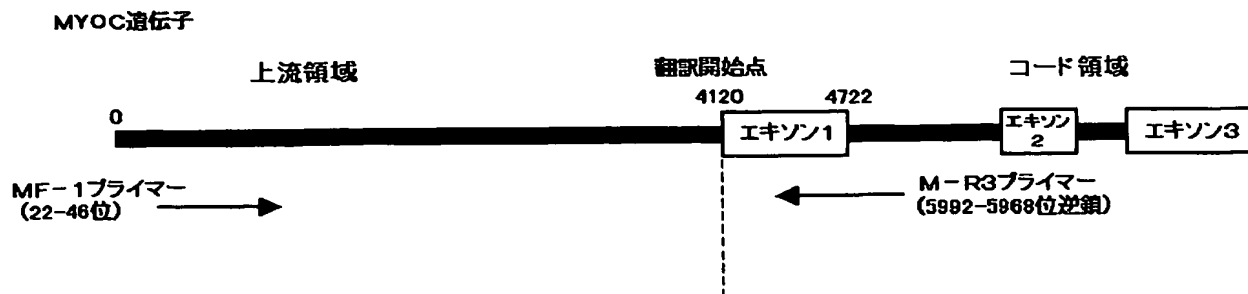 MYOC遺伝子
上流領域
翻訳開始点
コード領域
0
4120
4722
エキソン1
エキソン
2
エキソン3
MF-1プライマー
(22-46位)
M-R3プライマー
(5992-5968位逆鎖)